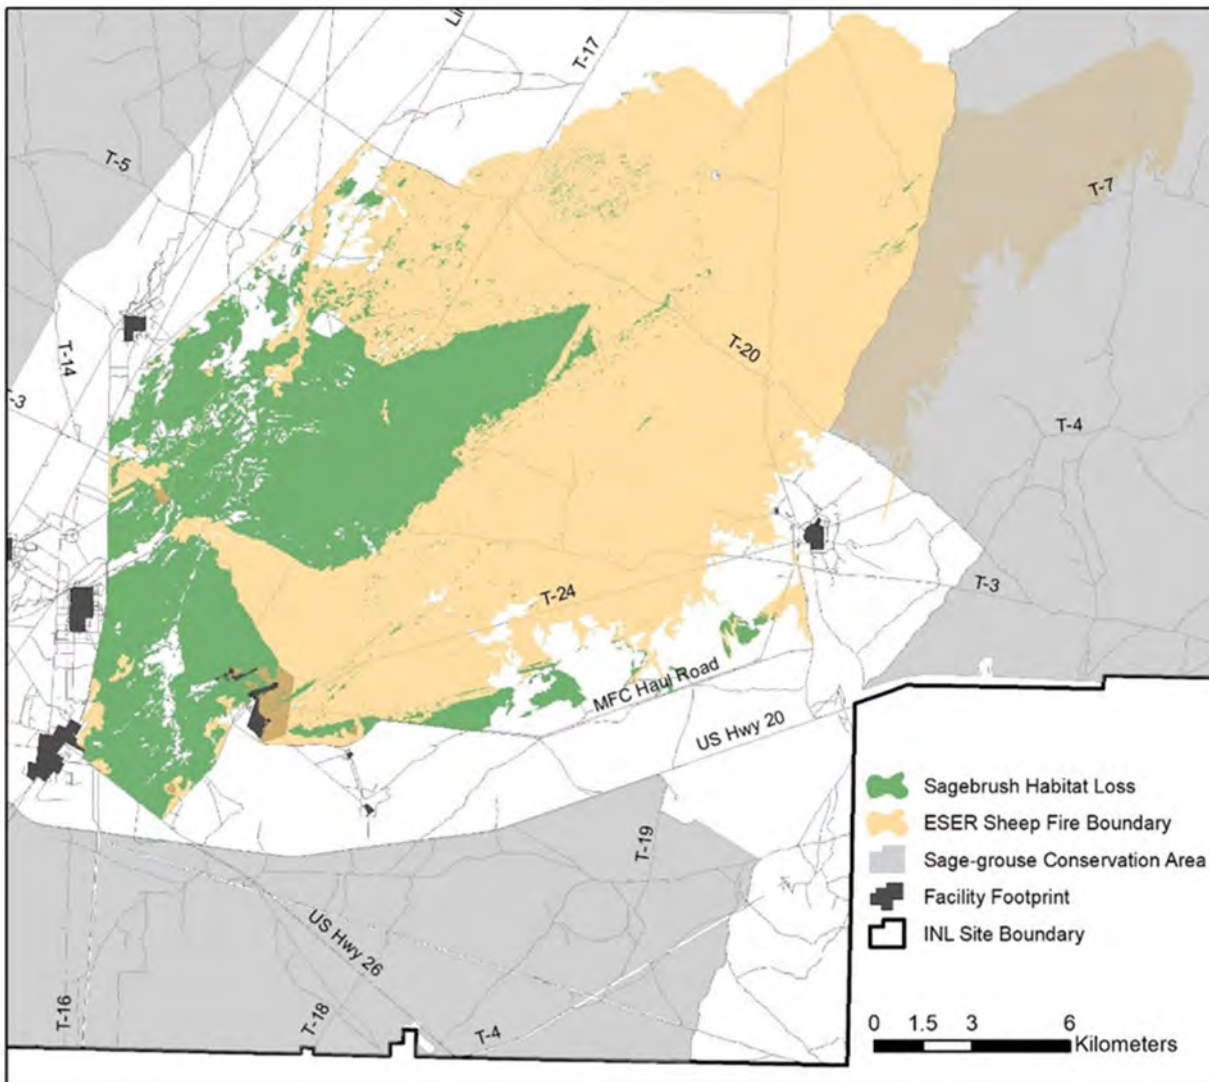 Li
T-17
T-5
T-7
T-14
T-20
T-4
-3
T-24
T-3
MFC Haul Road
US Hwy 20
Sagebrush Habitat Loss
ESER Sheep Fire Boundary
T-19
Sage-grouse Conservation Area
Facility Footprint
US Hwy 26
INL Site Boundary
T-16
T-18
T-4
0 1.5 3 6
Kilometers